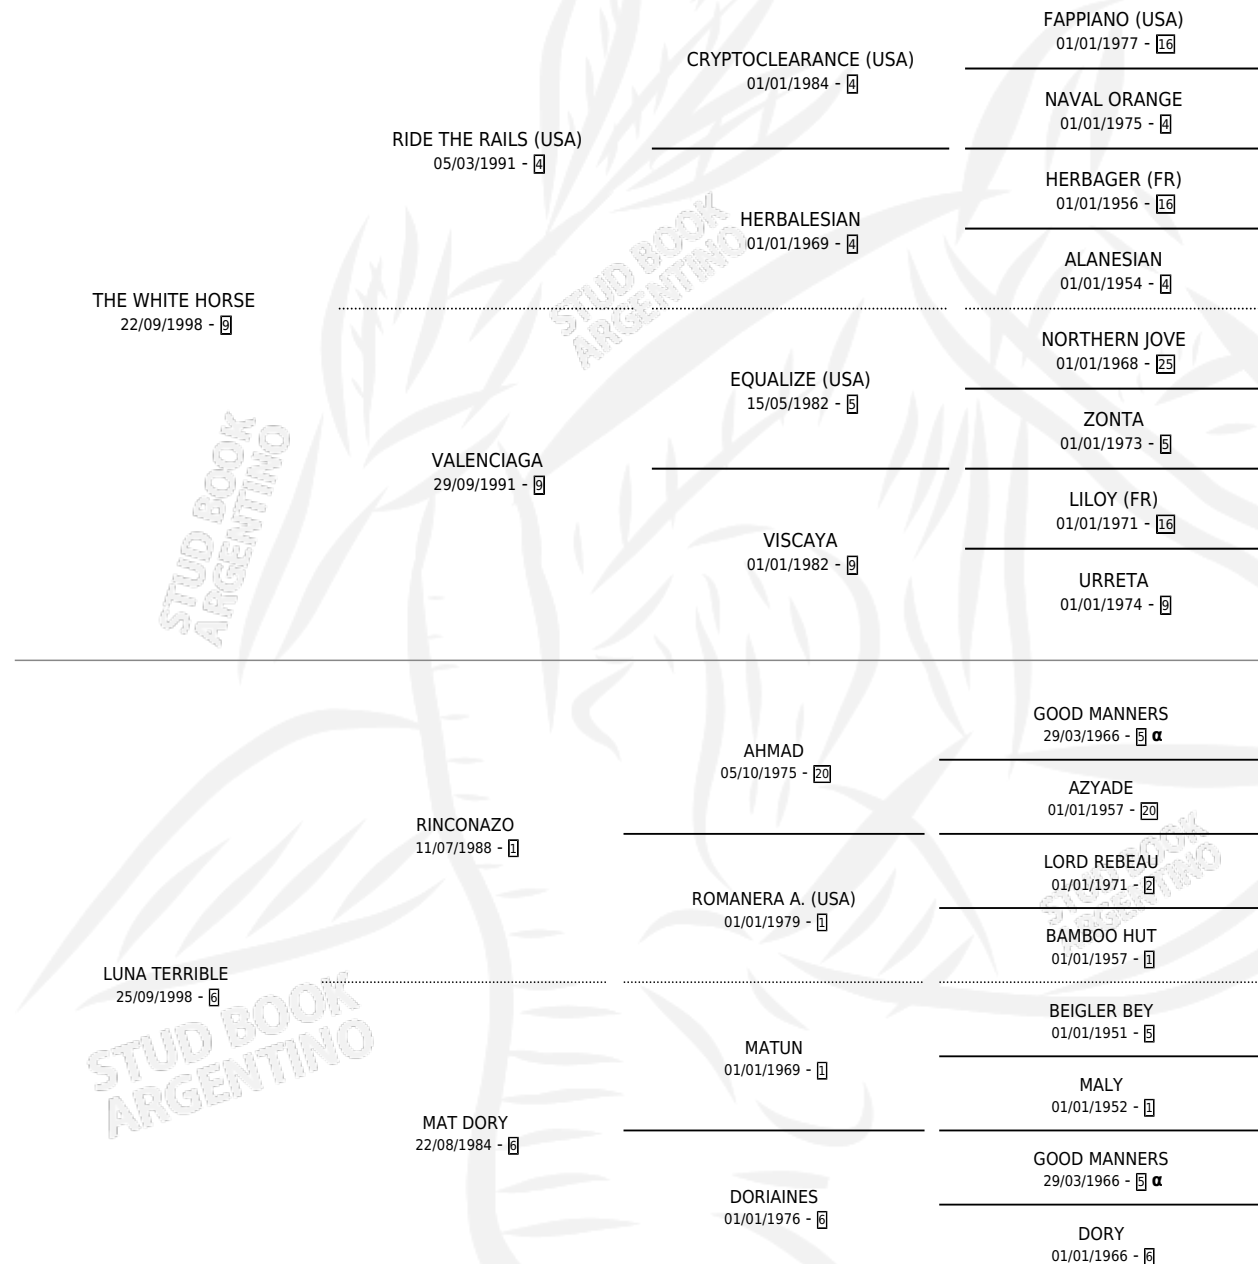 FAPPIANO (USA)
01/01/1977 - 16
CRYPTOCLEARANCE (USA)
01/01/1984 - 4
NAVAL ORANGE
01/01/1975 - 4
RIDE THE RAILS (USA)
05/03/1991 - 4
HERBAGER (FR)
01/01/1956 - 16
HERBALESIAN
01/01/1969 - 4
ALANESIAN
01/01/1954 - 4
THE WHITE HORSE
22/09/1998 - 9
NORTHERN JOVE
01/01/1968 - 25
EQUALIZE (USA)
15/05/1982 - 5
ZONTA
01/01/1973 - 5
VALENCIAGA
29/09/1991 - 9
LILOY (FR)
01/01/1971 - 16
VISCAYA
01/01/1982 - 9
URRETA
01/01/1974 - 9
GOOD MANNERS
29/03/1966 - 5 α
AHMAD
05/10/1975 - 20
AZYADE
01/01/1957 - 20
RINCONAZO
11/07/1988 - 1
LORD REBEAU
01/01/1971 - 2
ROMANERA A. (USA)
01/01/1979 - 1
BAMBOO HUT
01/01/1957 - 1
LUNA TERRIBLE
25/09/1998 - 6
BEIGLER BEY
01/01/1951 - 5
MATUN
01/01/1969 - 1
MALY
01/01/1952 - 1
MAT DORY
22/08/1984 - 6
GOOD MANNERS
29/03/1966 - 5 α
DORIAINES
01/01/1976 - 6
DORY
01/01/1966 - 6
STUD BOOK
ARGENTINO
STUD BOOK
ARGENTINO
STUD BOOK
ARGENTINO
STUD BOOK
ARGENTINO